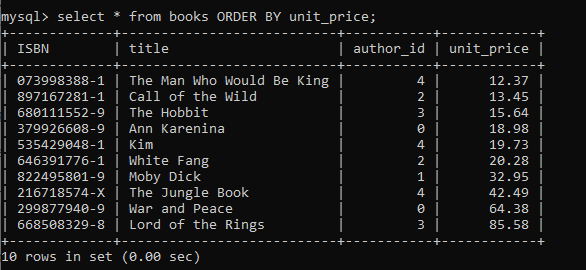 mysql> select * from books ORDER BY unit_price;
+-------------+---------------------------+-----------+------------+
| ISBN        | title                     | author_id | unit_price |
+-------------+---------------------------+-----------+------------+
| 073998388-1 | The Man Who Would Be King |         4 |      12.37 |
| 897167281-1 | Call of the Wild          |         2 |      13.45 |
| 680111552-9 | The Hobbit                |         3 |      15.64 |
| 379926608-9 | Ann Karenina              |         0 |      18.98 |
| 535429048-1 | Kim                       |         4 |      19.73 |
| 646391776-1 | White Fang                |         2 |      20.28 |
| 822495801-9 | Moby Dick                 |         1 |      32.95 |
| 216718574-X | The Jungle Book           |         4 |      42.49 |
| 299877940-9 | War and Peace             |         0 |      64.38 |
| 668508329-8 | Lord of the Rings         |         3 |      85.58 |
+-------------+---------------------------+-----------+------------+
10 rows in set (0.00 sec)